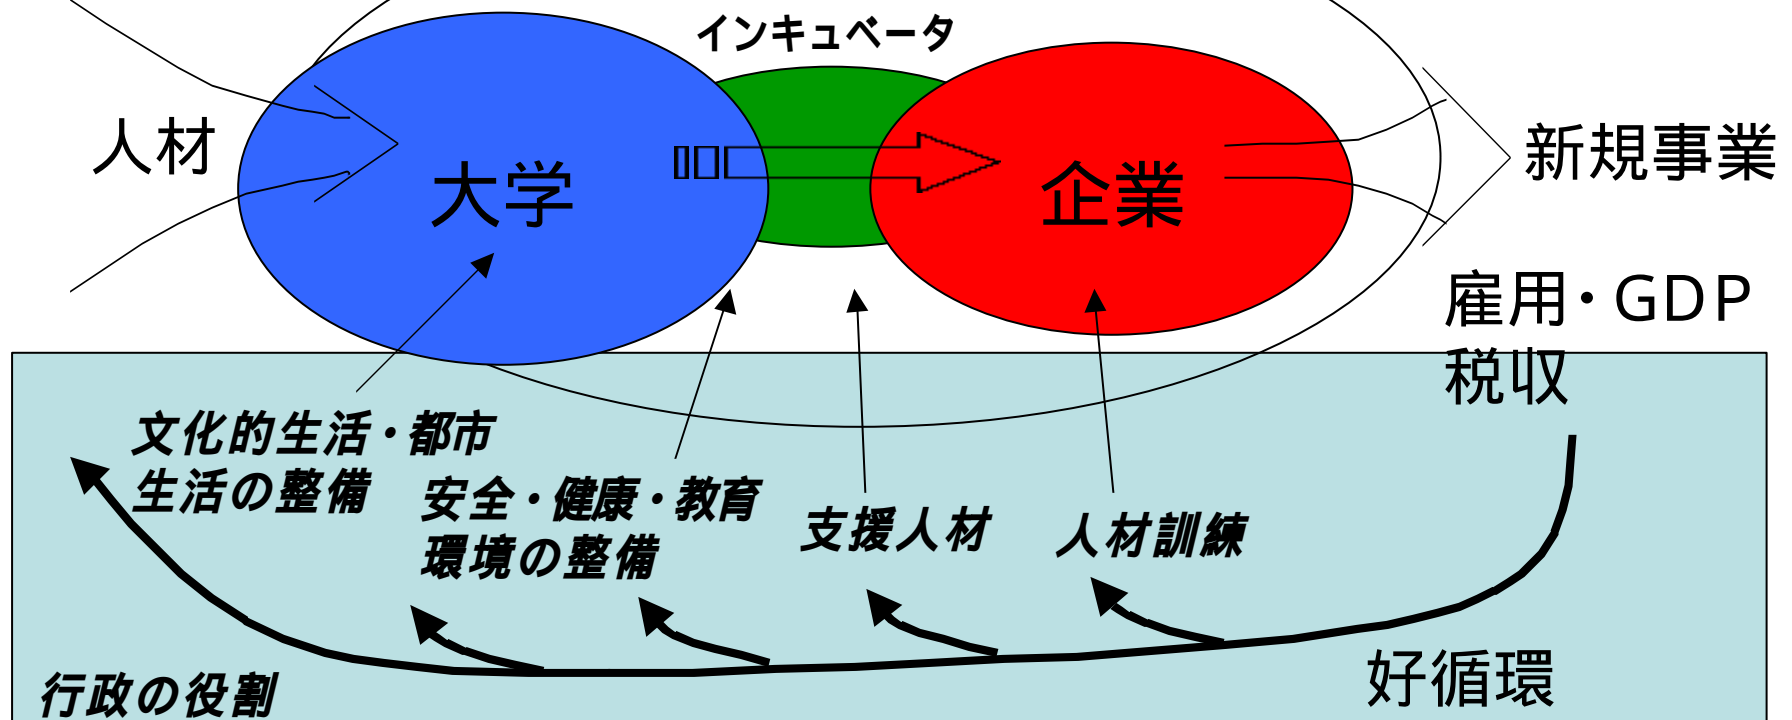 インキュベータ
人材
大学
企業
新規事業
雇用・GDP
税収
文化的生活・都市
生活の整備
安全・健康・教育
環境の整備
支援人材
人材訓練
好循環
行政の役割